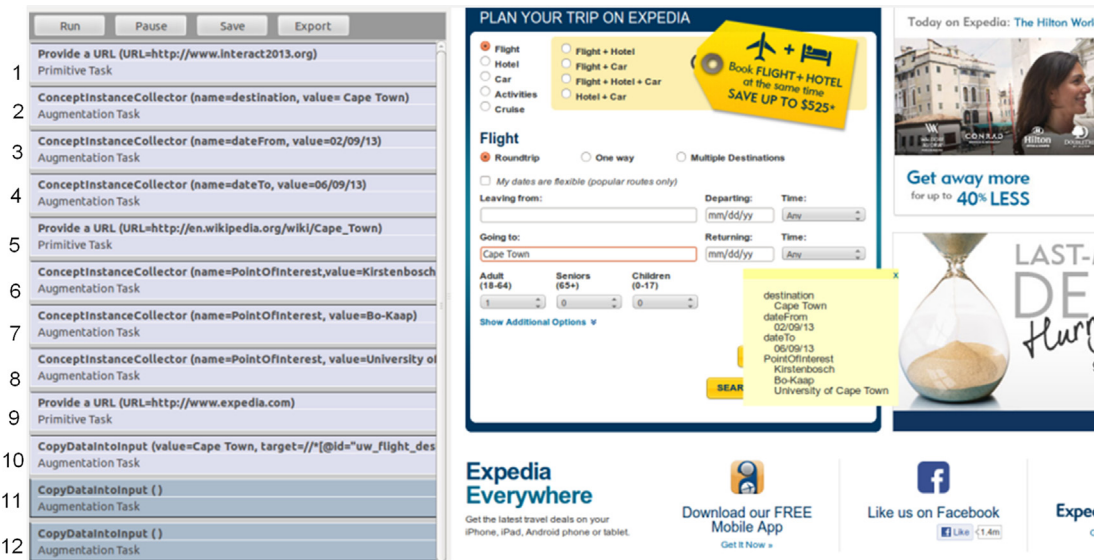 Run Pause Save Export
1
Provide a URL (URL=http://www.interact2013.org)
Primitive Task
2
ConceptInstanceCollector (name=destination, value= Cape Town)
Augmentation Task
3
ConceptInstanceCollector (name=dateFrom, value=02/09/13)
Augmentation Task
4
ConceptInstanceCollector (name=dateTo, value=06/09/13)
Augmentation Task
5
Provide a URL (URL=http://en.wikipedia.org/wiki/Cape_Town)
Primitive Task
6
ConceptInstanceCollector (name=PointOfInterest,value=Kirstenbosch
Augmentation Task
7
ConceptInstanceCollector (name=PointOfInterest, value=Bo-Kaap)
Augmentation Task
8
ConceptInstanceCollector (name=PointOfInterest, value=University of
Augmentation Task
9
Provide a URL (URL=http://www.expedia.com)
Primitive Task
10
CopyDataIntoInput (value=Cape Town, target=//*[@id="uw_flight_des
Augmentation Task
11
CopyDataIntoInput ( )
Augmentation Task
12
CopyDataIntoInput ( )
Augmentation Task
PLAN YOUR TRIP ON EXPEDIA
Flight
Hotel
Car
Activities
Cruise
Flight + Hotel
Flight + Car
Flight + Hotel + Car
Hotel + Car
Book FLIGHT+HOTEL
at the same time
SAVE UP TO $525*
Flight
Roundtrip One way Multiple Destinations
My dates are flexible (popular routes only)
Leaving from: Departing: Time:
mm/dd/yy Any
Going to: Returning: Time:
Cape Town mm/dd/yy Any
Adult Seniors Children
(18-64) (65+) (0-17)
1 0 0
Show Additional Options
SEAR
x
destination
Cape Town
dateFrom
02/09/13
dateTo
06/09/13
PointOfInterest
Kirstenbosch
Bo-Kaap
University of Cape Town
Today on Expedia: The Hilton Worl
CONRAD
Hilton
Get away more
for up to 40% LESS
LAST-
DE
Hurr
Expedia
Everywhere
Get the latest travel deals on your
iPhone, iPad, Android phone or tablet.
Download our FREE
Mobile App
Get It Now »
Like us on Facebook
Like 1.4m
Expe